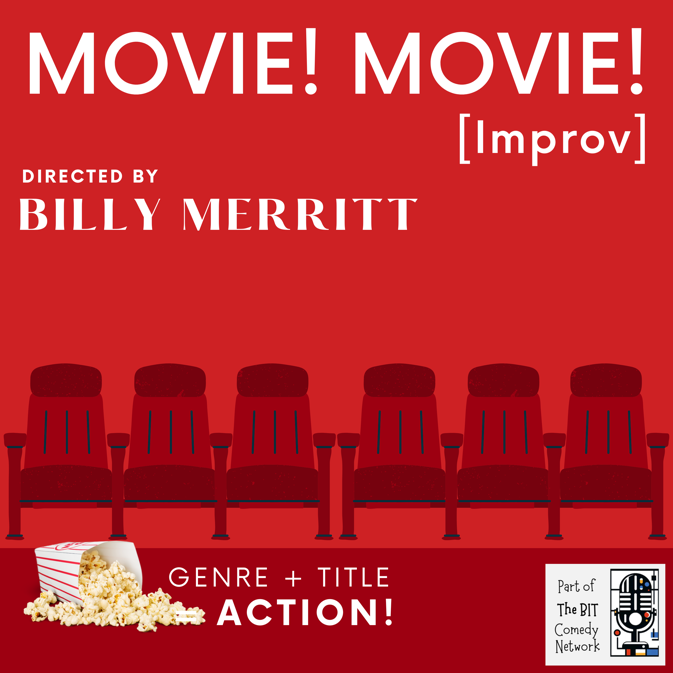 MOVIE! MOVIE!
[Improv]
DIRECTED BY
BILLY MERRITT
GENRE + TITLE
ACTION!
Part of
The BIT
Comedy
Network